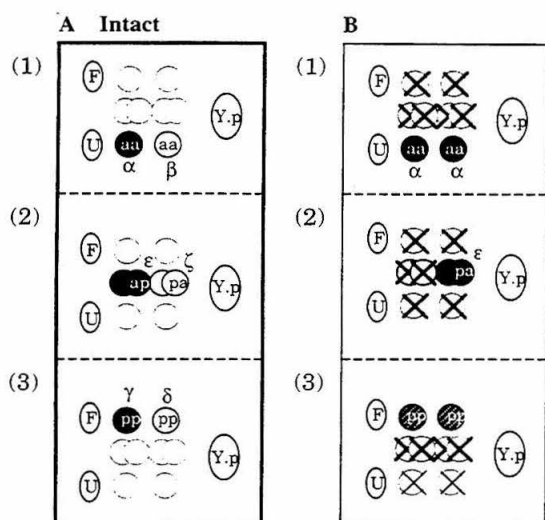 A Intact B
(1) (1)
F F
Y.p Y.p
U aa aa U aa aa
α β α α
(2) (2)
F ε ζ F ε
ap pa Y.p pa Y.p
U U
(3) (3)
γ δ
F pp pp F pp pp
Y.p Y.p
U U